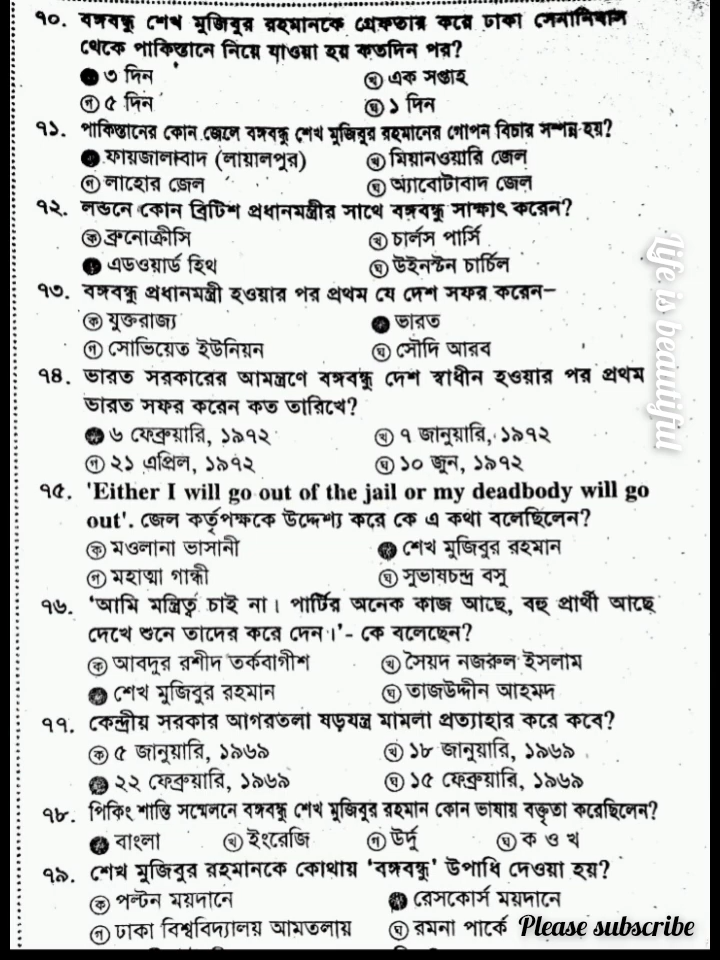 ৭০. বঙ্গবন্ধু শেখ মুজিবুর রহমানকে গ্রেফতার করে ঢাকা সেনানিবাস
থেকে পাকিস্তানে নিয়ে যাওয়া হয় কতদিন পর?
৩ দিন ⓗ এক সপ্তাহ
ⓖ ৫ দিন ⓗ ১ দিন
৭১. পাকিস্তানের কোন জেলে বঙ্গবন্ধু শেখ মুজিবুর রহমানের গোপন বিচার সম্পন্ন হয়?
ফায়জালাবাদ (লায়ালপুর) খ মিয়ানওয়ারি জেল
গ লাহোর জেল ঘ অ্যাবোটাবাদ জেল
৭২. লন্ডনে কোন ব্রিটিশ প্রধানমন্ত্রীর সাথে বঙ্গবন্ধু সাক্ষাৎ করেন?
ক ব্রুনোক্রীসি খ চার্লস পার্সি
এডওয়ার্ড হিথ ঘ উইনস্টন চার্চিল
৭৩. বঙ্গবন্ধু প্রধানমন্ত্রী হওয়ার পর প্রথম যে দেশ সফর করেন–
ক যুক্তরাজ্য ভারত
গ সোভিয়েত ইউনিয়ন ঘ সৌদি আরব
৭৪. ভারত সরকারের আমন্ত্রণে বঙ্গবন্ধু দেশ স্বাধীন হওয়ার পর প্রথম
ভারত সফর করেন কত তারিখে?
৬ ফেব্রুয়ারি, ১৯৭২ খ ৭ জানুয়ারি, ১৯৭২
গ ২১ এপ্রিল, ১৯৭২ ঘ ১০ জুন, ১৯৭২
৭৫. 'Either I will go out of the jail or my deadbody will go
out'. জেল কর্তৃপক্ষকে উদ্দেশ্য করে কে এ কথা বলেছিলেন?
ক মওলানা ভাসানী শেখ মুজিবুর রহমান
গ মহাত্মা গান্ধী ঘ সুভাষচন্দ্র বসু
৭৬. ‘আমি মন্ত্রিত্ব চাই না। পার্টির অনেক কাজ আছে, বহু প্রার্থী আছে
দেখে শুনে তাদের করে দেন।’- কে বলেছেন?
ক আবদুর রশীদ তর্কবাগীশ খ সৈয়দ নজরুল ইসলাম
শেখ মুজিবুর রহমান ঘ তাজউদ্দীন আহমদ
৭৭. কেন্দ্রীয় সরকার আগরতলা ষড়যন্ত্র মামলা প্রত্যাহার করে কবে?
ক ৫ জানুয়ারি, ১৯৬৯ খ ১৮ জানুয়ারি, ১৯৬৯
২২ ফেব্রুয়ারি, ১৯৬৯ ঘ ১৫ ফেব্রুয়ারি, ১৯৬৯
৭৮. পিকিং শান্তি সম্মেলনে বঙ্গবন্ধু শেখ মুজিবুর রহমান কোন ভাষায় বক্তৃতা করেছিলেন?
বাংলা খ ইংরেজি গ উর্দু ঘ ক ও খ
৭৯. শেখ মুজিবুর রহমানকে কোথায় ‘বঙ্গবন্ধু’ উপাধি দেওয়া হয়?
ক পল্টন ময়দানে রেসকোর্স ময়দানে
গ ঢাকা বিশ্ববিদ্যালয় আমতলায় ঘ রমনা পার্কে
Life is beautiful
Please subscribe